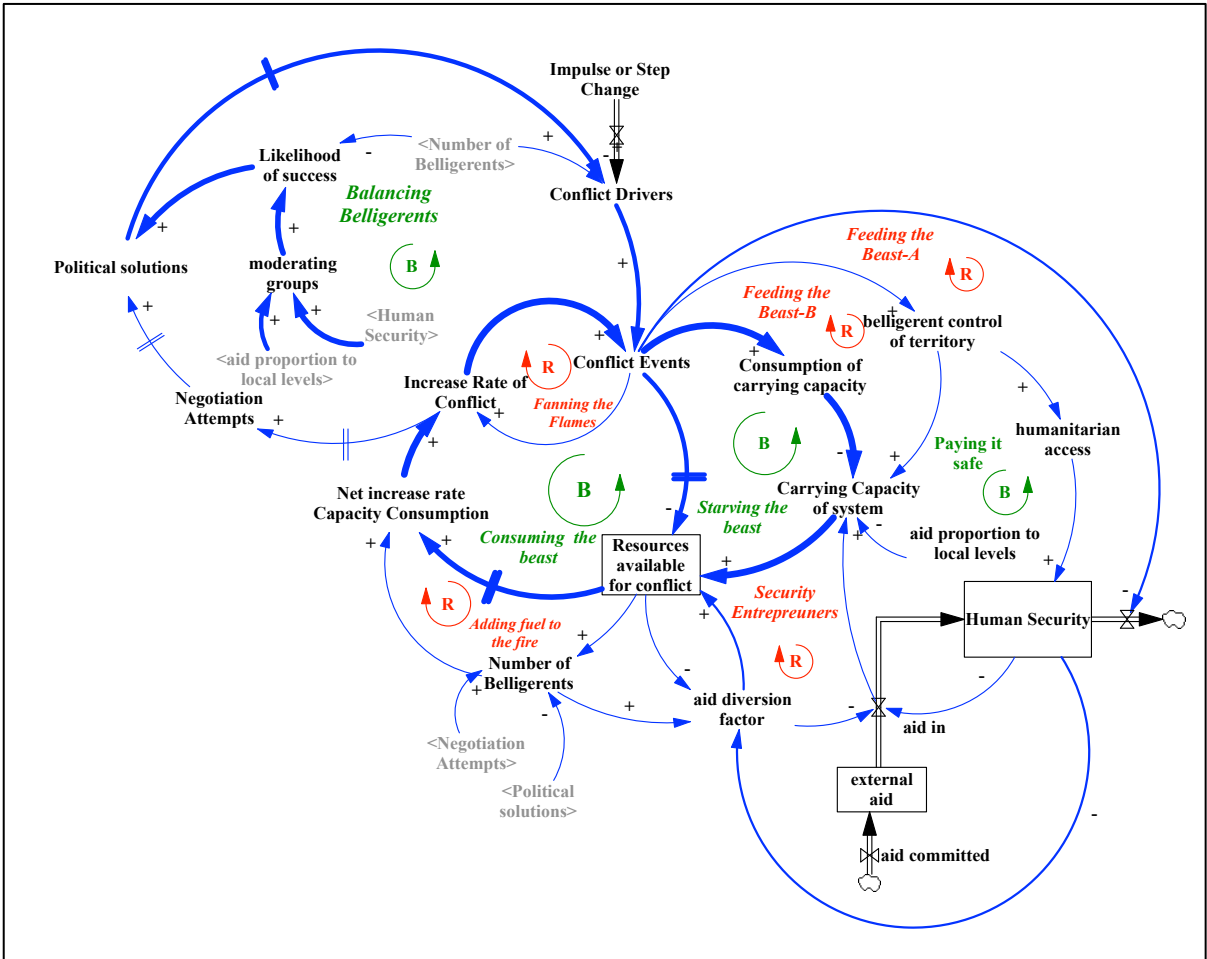 Impulse or Step
Change
+
+
+
-
-
+
<Number of
Belligerents>
Likelihood
of success
Balancing
Belligerents
Conflict Drivers
+
+
Feeding the
Beast-A
R
B
+
Political solutions
moderating
groups
+
+
+
+
<Human
Security>
Feeding the
Beast-B
R
+
belligerent control
of territory
+
<aid proportion to
local levels>
Conflict Events
+
Consumption of
carrying capacity
R
Increase Rate of
Conflict
Fanning the
Flames
+
+
Negotiation
Attempts
+
+
humanitarian
access
B
Paying it
safe
-
+
B
B
Net increase rate
Capacity Consumption
Carrying Capacity
of system
Starving the
beast
-
-
+
aid proportion to
local levels
Consuming the
beast
+
+
Resources
available
for conflict
+
+
-
Security
Entrepruners
R
Adding fuel to
the fire
+
Human Security
+
-
R
Number of
Belligerents
+
-
+
-
aid diversion
factor
-
-
aid in
<Negotiation
Attempts>
<Political
solutions>
external
aid
-
aid committed